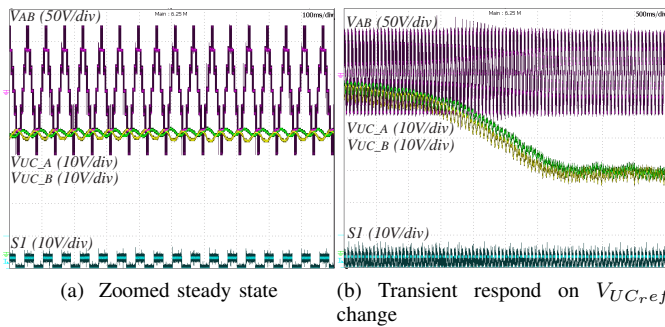 Main : 6.25 M
100ms/div
VAB (50V/div)
VUC_A (10V/div)
VUC_B (10V/div)
S1 (10V/div)
(a) Zoomed steady state
Main : 6.25 M
500ms/div
VAB (50V/div)
VUC_A (10V/div)
VUC_B (10V/div)
S1 (10V/div)
(b) Transient respond on VUCref
change